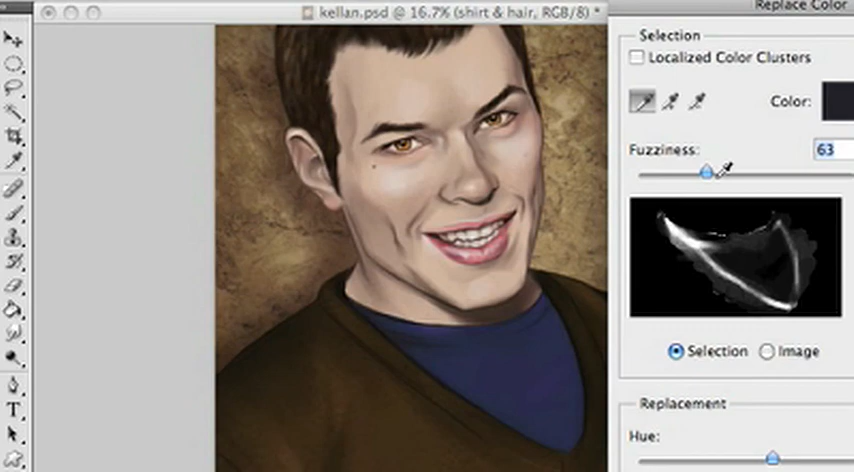 kellan.psd @ 16.7% (shirt & hair, RGB/8) *
Replace Color
Selection
Localized Color Clusters
Color:
Fuzziness: 63
Selection Image
Replacement
Hue:
T